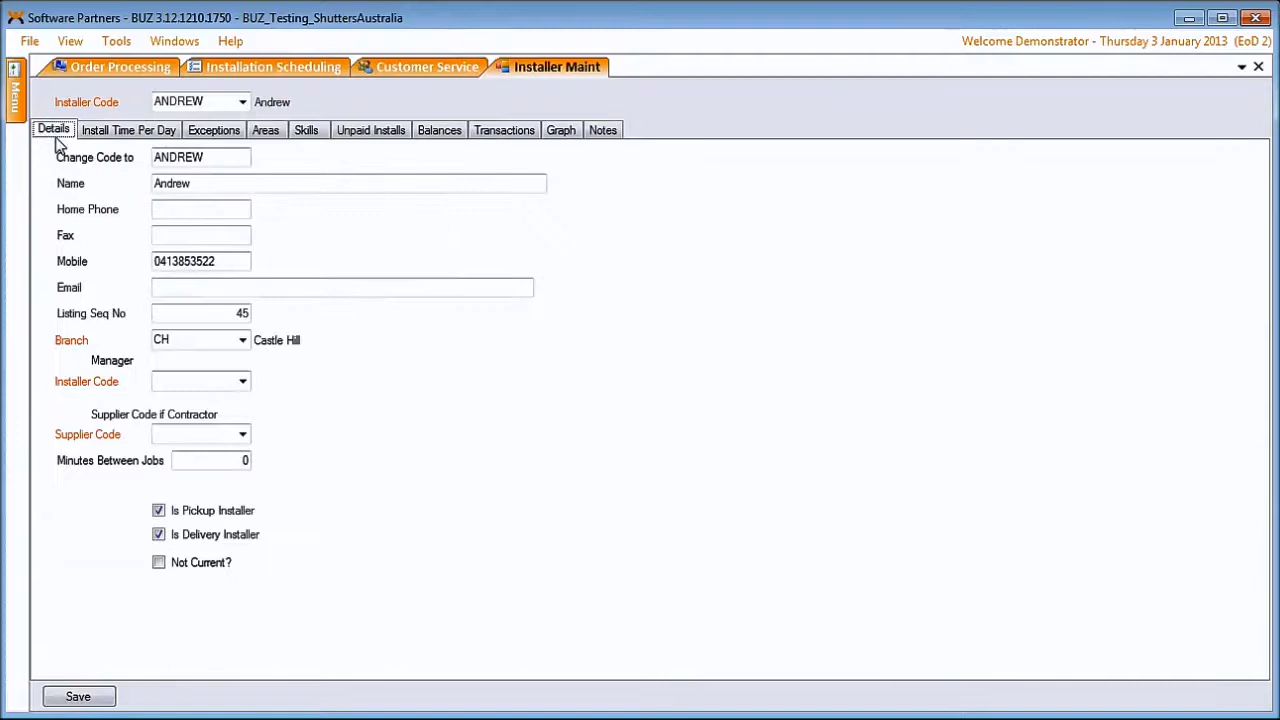 Software Partners - BUZ 3.12.1210.1750 - BUZ_Testing_ShuttersAustralia
File View Tools Windows Help
Welcome Demonstrator - Thursday 3 January 2013 (EoD 2)
Menu
Order Processing Installation Scheduling Customer Service Installer Maint
Installer Code ANDREW Andrew
Details Install Time Per Day Exceptions Areas Skills Unpaid Installs Balances Transactions Graph Notes
Change Code to ANDREW
Name Andrew
Home Phone
Fax
Mobile 0413853522
Email
Listing Seq No 45
Branch CH Castle Hill
Manager
Installer Code
Supplier Code if Contractor
Supplier Code
Minutes Between Jobs 0
Is Pickup Installer
Is Delivery Installer
Not Current?
Save